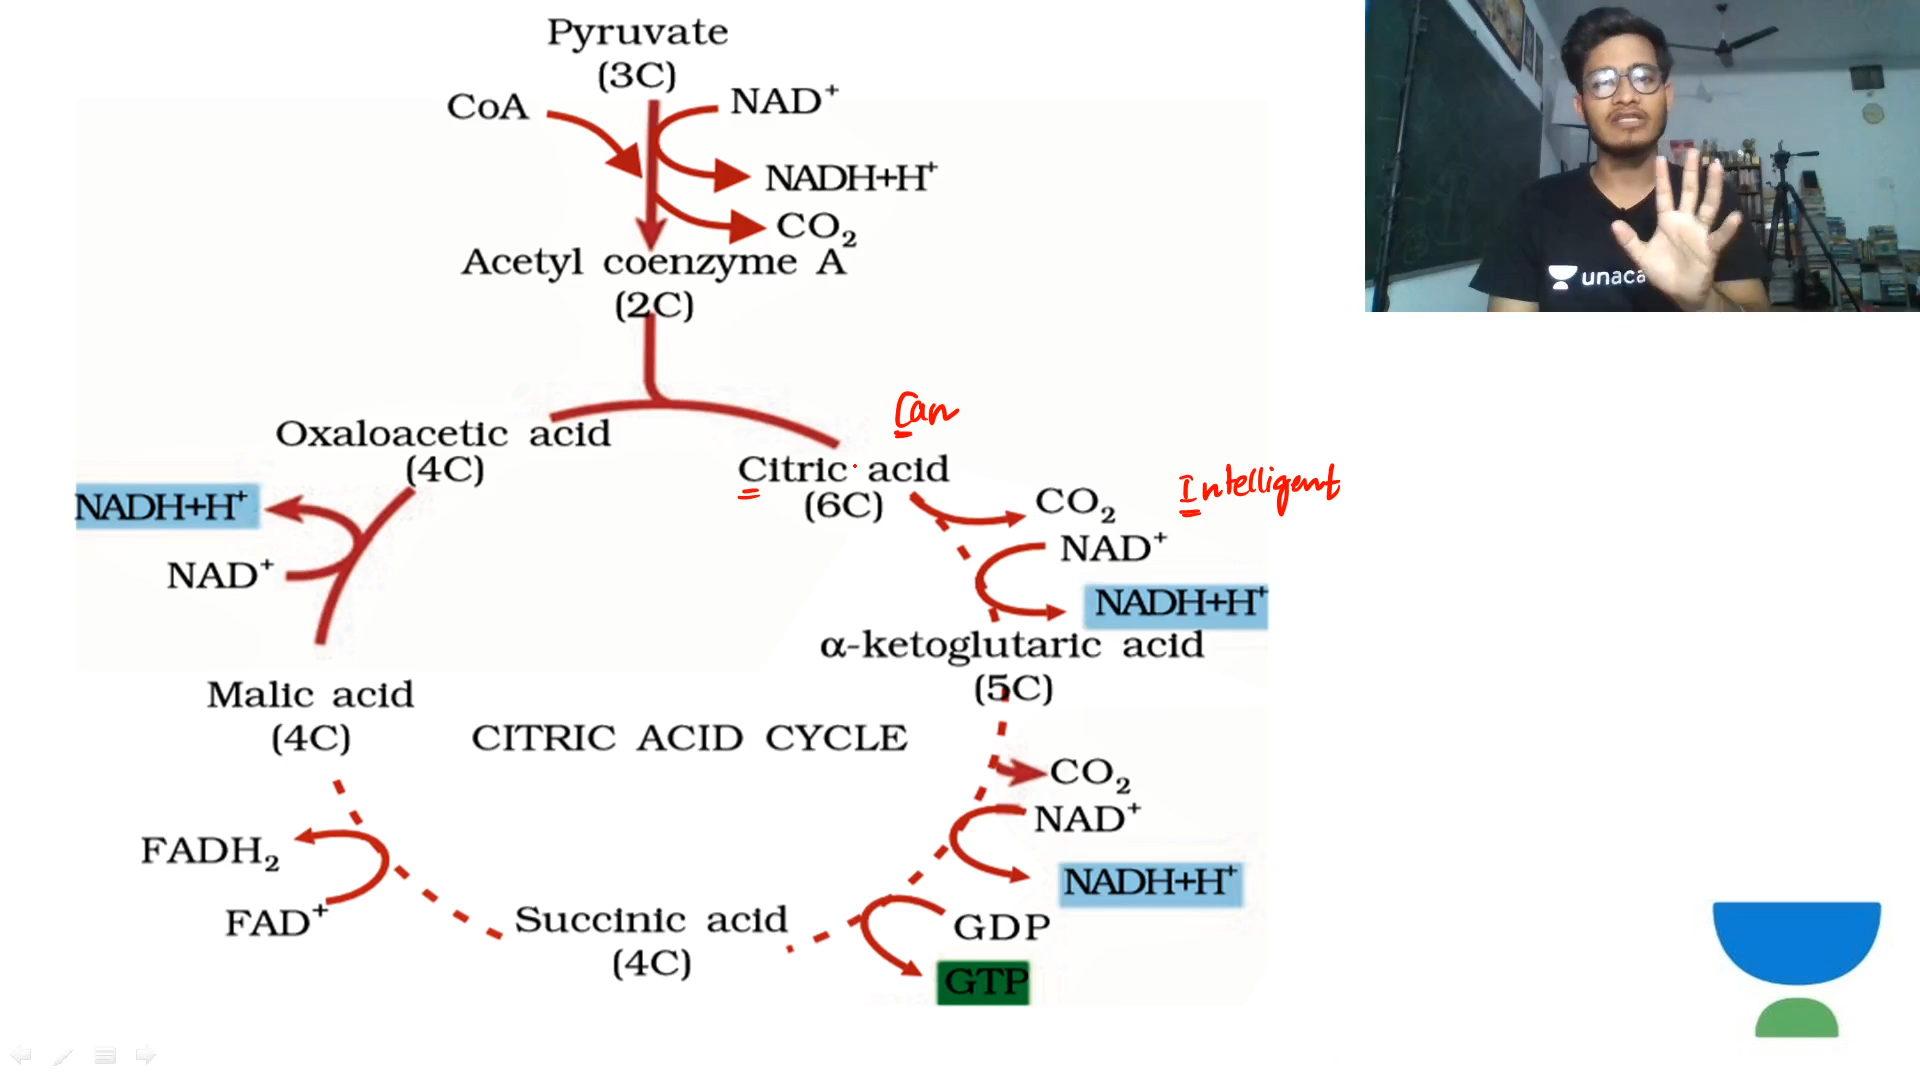 Pyruvate
(3C)
CoA
NAD+
NADH+H+
CO2
Acetyl coenzyme A
(2C)
Can
Oxaloacetic acid
(4C)
Citric acid
(6C)
Intelligent
CO2
NAD+
NADH+H+
NADH+H+
NAD+
α-ketoglutaric acid
(5C)
Malic acid
(4C)
CITRIC ACID CYCLE
CO2
NAD+
NADH+H+
FADH2
FAD+
Succinic acid
(4C)
GDP
GTP
unaca